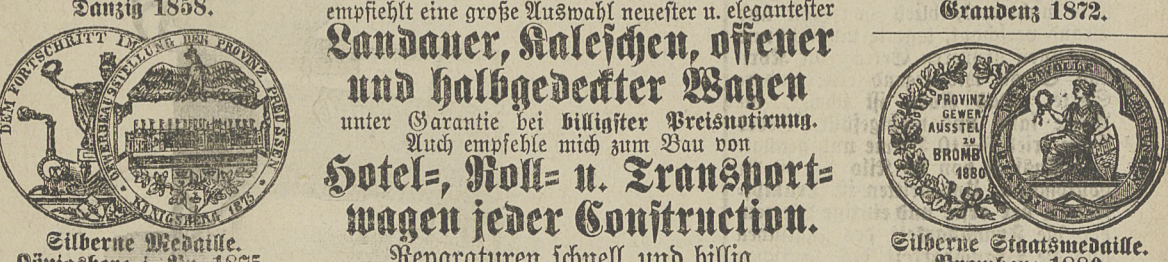 Danzig 1858.
DEM FORTSCHRITT IM
GEWERBEAUSSTELLUNG DER PROVINZ PREUSSEN.
KÖNIGSBERG 1875
Silberne Medaille.
empfiehlt eine große Auswahl neuester u. elegantester
Landauer, Kaleschen, offener
und halbgedeckter Wagen
unter Garantie bei billigster Preisnotirung.
Auch empfehle mich zum Bau von
Hotel-, Roll- u. Transport-
wagen jeder Construction.
Reparaturen schnell und billig
Graudenz 1872.
PROVINZ
GEWER
AUSSTEL
ZU
BROMB
1880
Silberne Staatsmedaille.